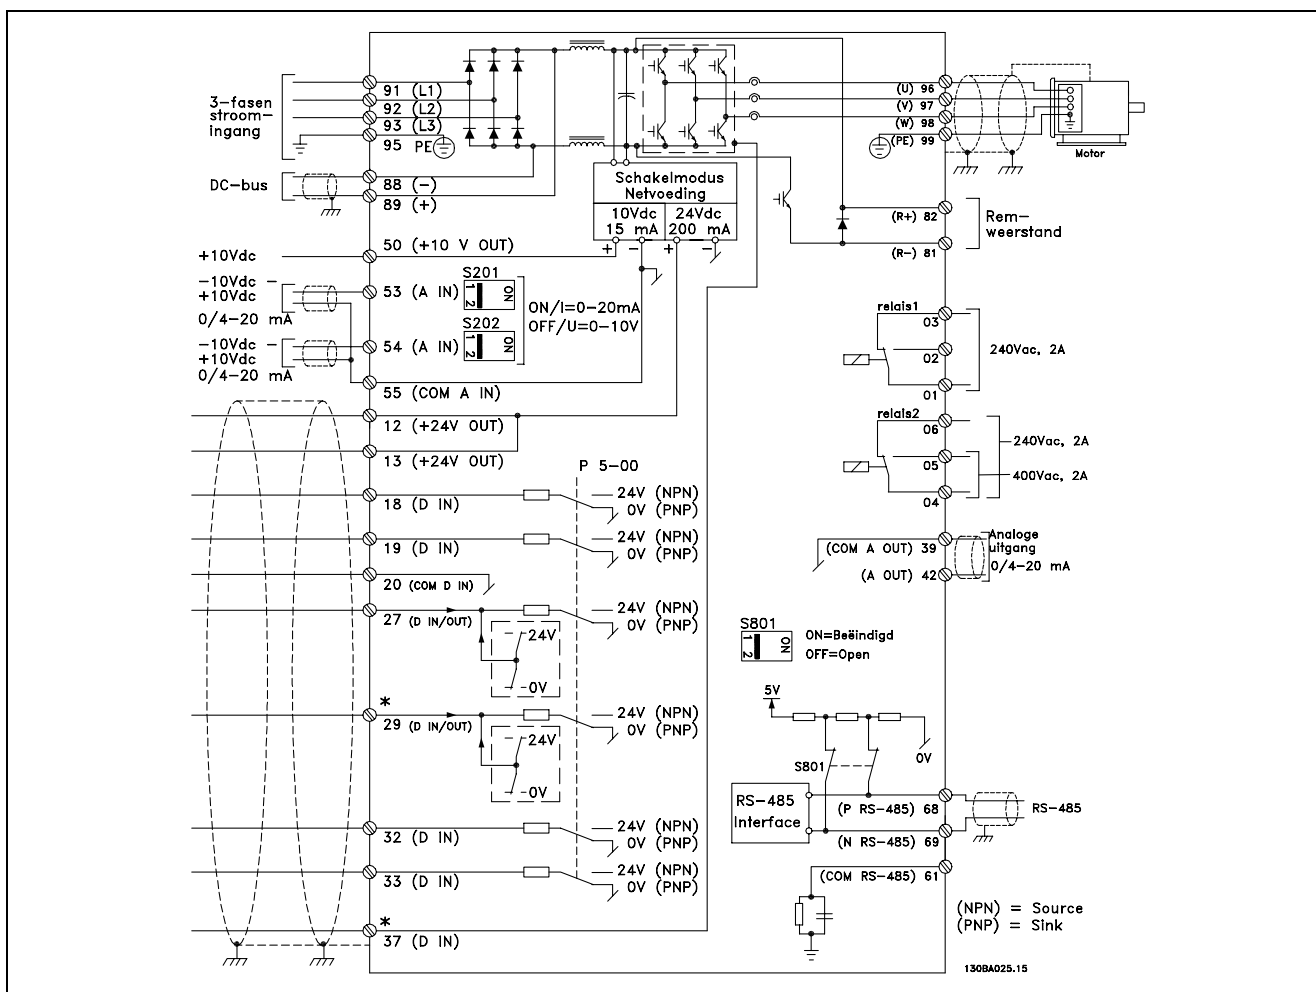 3-fasen
stroom-
ingang
91 (L1)
92 (L2)
93 (L3)
95 PE
DC-bus
88 (-)
89 (+)
+10Vdc
50 (+10 V OUT)
-10Vdc -
+10Vdc
0/4-20 mA
53 (A IN)
S201
1 2
ON
ON/I=0-20mA
OFF/U=0-10V
-10Vdc -
+10Vdc
0/4-20 mA
54 (A IN)
S202
1 2
ON
55 (COM A IN)
12 (+24V OUT)
13 (+24V OUT)
P 5-00
18 (D IN)
24V (NPN)
0V (PNP)
19 (D IN)
24V (NPN)
0V (PNP)
20 (COM D IN)
27 (D IN/OUT)
24V (NPN)
0V (PNP)
24V
0V
*
29 (D IN/OUT)
24V (NPN)
0V (PNP)
24V
0V
32 (D IN)
24V (NPN)
0V (PNP)
33 (D IN)
24V (NPN)
0V (PNP)
*
37 (D IN)
Schakelmodus
Netvoeding
10Vdc
15 mA
24Vdc
200 mA
+ - + -
(U) 96
(V) 97
(W) 98
(PE) 99
Motor
(R+) 82
(R-) 81
Rem-
weerstand
relais1
03
02
01
240Vac, 2A
relais2
06
05
04
240Vac, 2A
400Vac, 2A
(COM A OUT) 39
(A OUT) 42
Analoge
uitgang
0/4-20 mA
S801
1 2
ON
ON=Beëindigd
OFF=Open
5V
0V
S801
RS-485
Interface
(P RS-485) 68
(N RS-485) 69
RS-485
(COM RS-485) 61
(NPN) = Source
(PNP) = Sink
130BA025.15